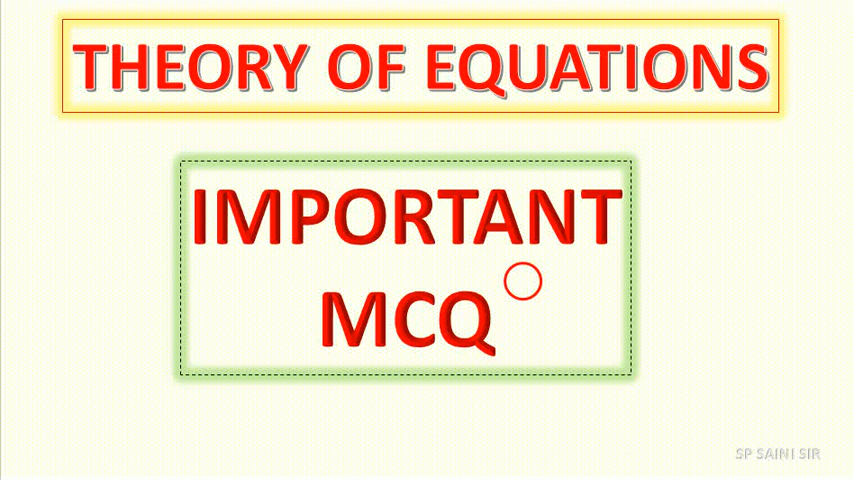 THEORY OF EQUATIONS
IMPORTANT
MCQ
SP SAINI SIR